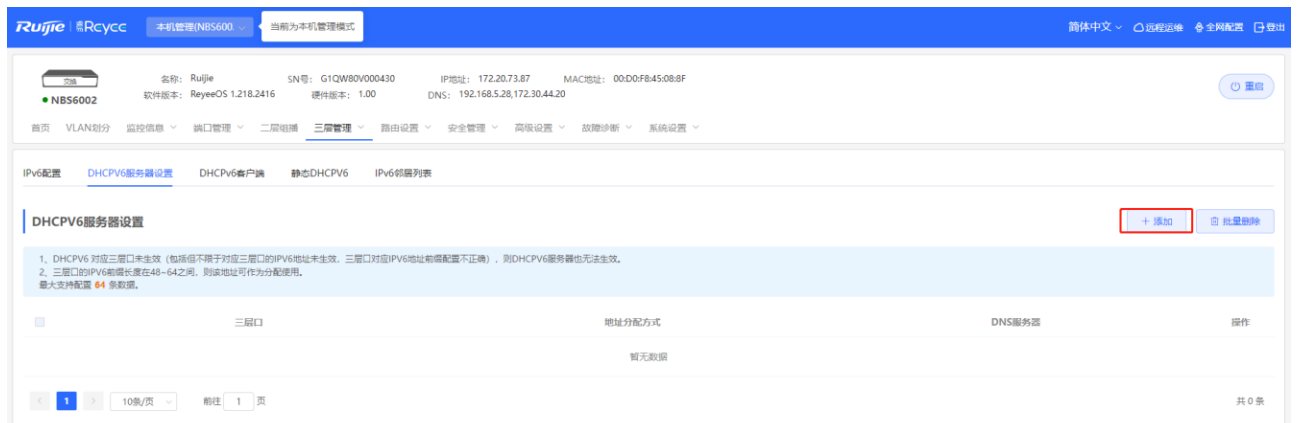 Ruijie | 睿Rcycc 本机管理(NBS600. 当前为本机管理模式 简体中文 远程运维 全网配置 登出
交换 名称: Ruijie SN号: G1QW80V000430 IP地址: 172.20.73.87 MAC地址: 00:D0:F8:45:08:8F 重启
NBS6002 软件版本: ReyeeOS 1.218.2416 硬件版本: 1.00 DNS: 192.168.5.28,172.30.44.20
首页 VLAN划分 监控信息 端口管理 二层组播 三层管理 路由设置 安全管理 高级设置 故障诊断 系统设置
IPv6配置 DHCPV6服务器设置 DHCPv6客户端 静态DHCPV6 IPv6邻居列表
DHCPV6服务器设置 + 添加 批量删除
1、DHCPV6 对应三层口未生效（包括但不限于对应三层口的IPV6地址未生效, 三层口对应IPV6地址前缀配置不正确）, 则DHCPV6服务器也无法生效。
2、三层口的IPV6前缀长度在48~64之间, 则该地址可作为分配使用。
最大支持配置 64 条数据。
三层口 地址分配方式 DNS服务器 操作
暂无数据
1 10条/页 前往 1 页 共 0 条